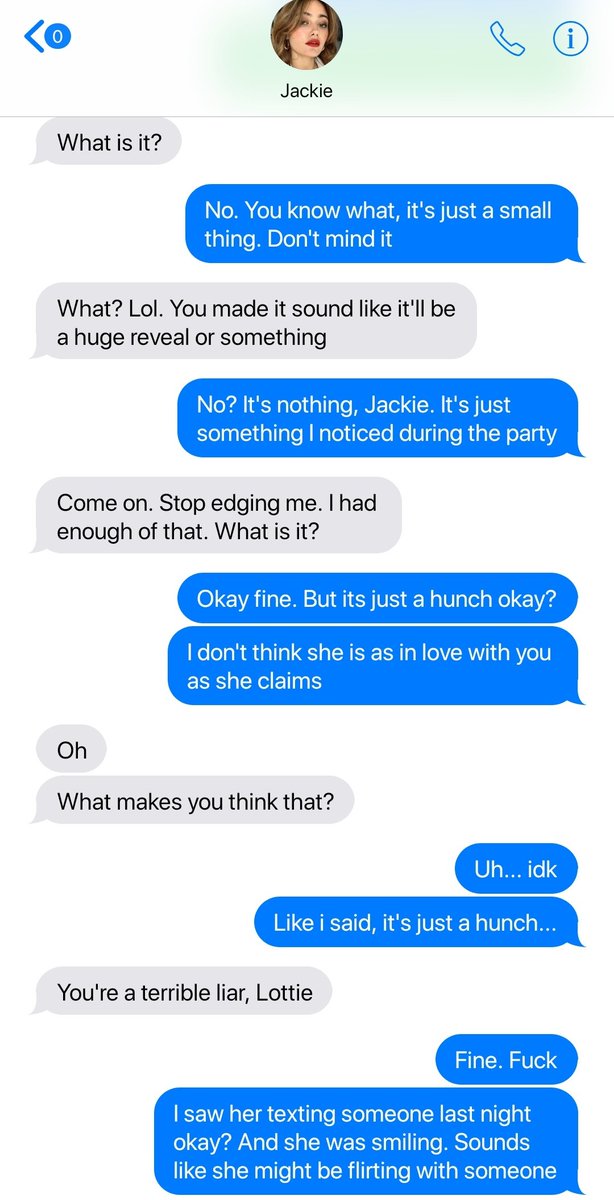 0
Jackie
What is it?
No. You know what, it's just a small
thing. Don't mind it
What? Lol. You made it sound like it'll be
a huge reveal or something
No? It's nothing, Jackie. It's just
something I noticed during the party
Come on. Stop edging me. I had
enough of that. What is it?
Okay fine. But its just a hunch okay?
I don't think she is as in love with you
as she claims
Oh
What makes you think that?
Uh... idk
Like i said, it's just a hunch...
You're a terrible liar, Lottie
Fine. Fuck
I saw her texting someone last night
okay? And she was smiling. Sounds
like she might be flirting with someone